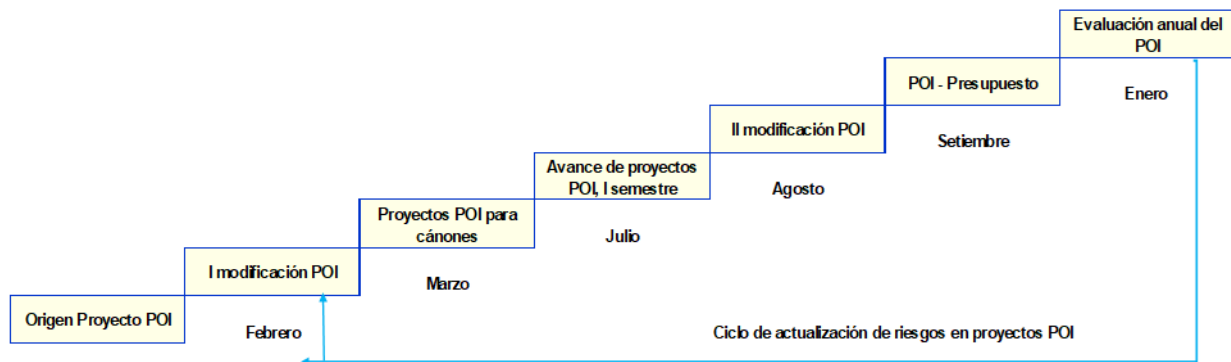 Evaluación anual del
POI
POI - Presupuesto
Enero
II modificación POI
Setiembre
Avance de proyectos
POI, I semestre
Agosto
Proyectos POI para
cánones
Julio
I modificación POI
Marzo
Origen Proyecto POI
Febrero
Ciclo de actualización de riesgos en proyectos POI